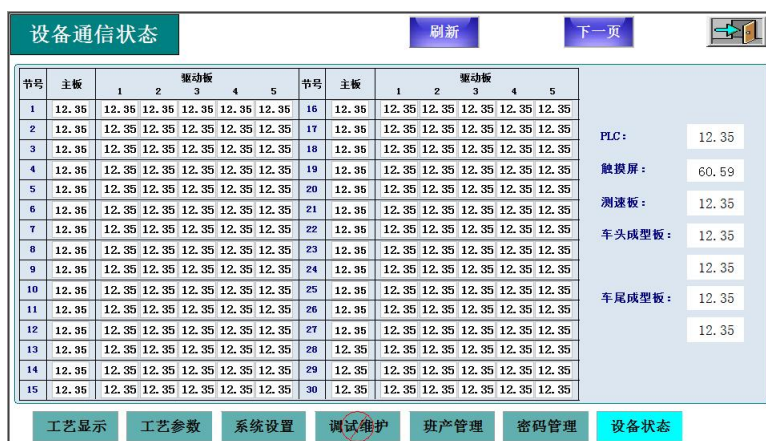 设备通信状态 刷新 下一页
节号 主板 驱动板 节号 主板 驱动板
1 2 3 4 5 1 2 3 4 5
1 12.35 12.35 12.35 12.35 12.35 12.35 16 12.35 12.35 12.35 12.35 12.35 12.35
2 12.35 12.35 12.35 12.35 12.35 12.35 17 12.35 12.35 12.35 12.35 12.35 12.35
PLC: 12.35
3 12.35 12.35 12.35 12.35 12.35 12.35 18 12.35 12.35 12.35 12.35 12.35 12.35
4 12.35 12.35 12.35 12.35 12.35 12.35 19 12.35 12.35 12.35 12.35 12.35 12.35
触摸屏: 60.59
5 12.35 12.35 12.35 12.35 12.35 12.35 20 12.35 12.35 12.35 12.35 12.35 12.35
6 12.35 12.35 12.35 12.35 12.35 12.35 21 12.35 12.35 12.35 12.35 12.35 12.35
测速板: 12.35
7 12.35 12.35 12.35 12.35 12.35 12.35 22 12.35 12.35 12.35 12.35 12.35 12.35
车头成型板: 12.35
8 12.35 12.35 12.35 12.35 12.35 12.35 23 12.35 12.35 12.35 12.35 12.35 12.35
9 12.35 12.35 12.35 12.35 12.35 12.35 24 12.35 12.35 12.35 12.35 12.35 12.35
12.35
10 12.35 12.35 12.35 12.35 12.35 12.35 25 12.35 12.35 12.35 12.35 12.35 12.35
车尾成型板: 12.35
11 12.35 12.35 12.35 12.35 12.35 12.35 26 12.35 12.35 12.35 12.35 12.35 12.35
12 12.35 12.35 12.35 12.35 12.35 12.35 27 12.35 12.35 12.35 12.35 12.35 12.35
12.35
13 12.35 12.35 12.35 12.35 12.35 12.35 28 12.35 12.35 12.35 12.35 12.35 12.35
14 12.35 12.35 12.35 12.35 12.35 12.35 29 12.35 12.35 12.35 12.35 12.35 12.35
15 12.35 12.35 12.35 12.35 12.35 12.35 30 12.35 12.35 12.35 12.35 12.35 12.35
工艺显示 工艺参数 系统设置 调试维护 班产管理 密码管理 设备状态